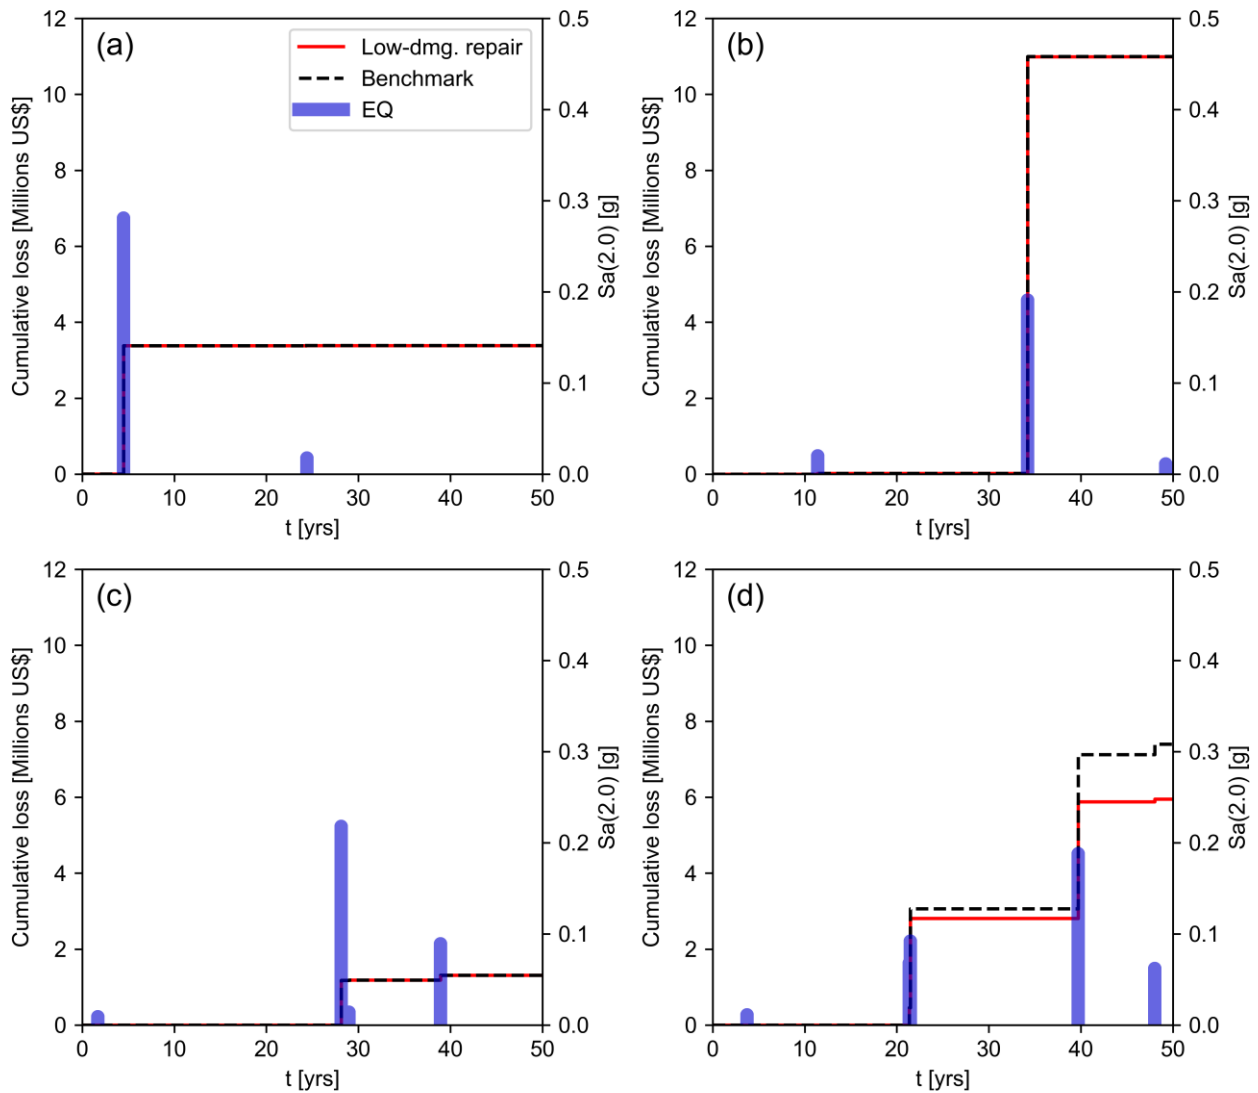 (a)
Low-dmg. repair
Benchmark
EQ
12
10
8
6
4
2
0
Cumulative loss [Millions US$]
0.5
0.4
0.3
0.2
0.1
0.0
Sa(2.0) [g]
0 10 20 30 40 50
t [yrs]
(b)
12
10
8
6
4
2
0
Cumulative loss [Millions US$]
0.5
0.4
0.3
0.2
0.1
0.0
Sa(2.0) [g]
0 10 20 30 40 50
t [yrs]
(c)
12
10
8
6
4
2
0
Cumulative loss [Millions US$]
0.5
0.4
0.3
0.2
0.1
0.0
Sa(2.0) [g]
0 10 20 30 40 50
t [yrs]
(d)
12
10
8
6
4
2
0
Cumulative loss [Millions US$]
0.5
0.4
0.3
0.2
0.1
0.0
Sa(2.0) [g]
0 10 20 30 40 50
t [yrs]